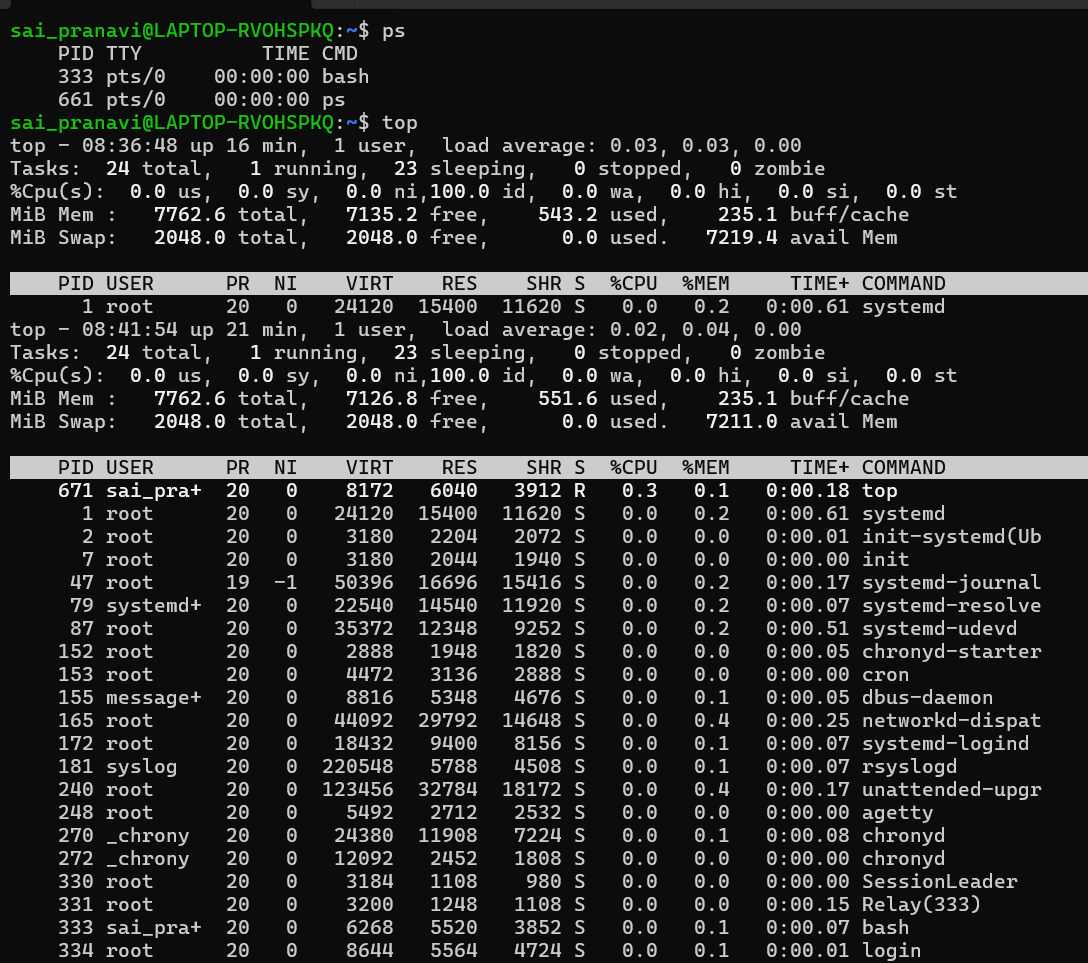 sai_pranavi@LAPTOP-RVOHSPKQ:~$ ps
    PID TTY          TIME CMD
    333 pts/0    00:00:00 bash
    661 pts/0    00:00:00 ps
sai_pranavi@LAPTOP-RVOHSPKQ:~$ top
top - 08:36:48 up 16 min,  1 user,  load average: 0.03, 0.03, 0.00
Tasks:  24 total,   1 running,  23 sleeping,   0 stopped,   0 zombie
%Cpu(s):  0.0 us,  0.0 sy,  0.0 ni,100.0 id,  0.0 wa,  0.0 hi,  0.0 si,  0.0 st
MiB Mem :   7762.6 total,   7135.2 free,    543.2 used,    235.1 buff/cache
MiB Swap:   2048.0 total,   2048.0 free,      0.0 used.   7219.4 avail Mem
    PID USER      PR  NI    VIRT    RES    SHR S  %CPU  %MEM     TIME+ COMMAND
      1 root      20   0   24120  15400  11620 S   0.0   0.2   0:00.61 systemd
top - 08:41:54 up 21 min,  1 user,  load average: 0.02, 0.04, 0.00
Tasks:  24 total,   1 running,  23 sleeping,   0 stopped,   0 zombie
%Cpu(s):  0.0 us,  0.0 sy,  0.0 ni,100.0 id,  0.0 wa,  0.0 hi,  0.0 si,  0.0 st
MiB Mem :   7762.6 total,   7126.8 free,    551.6 used,    235.1 buff/cache
MiB Swap:   2048.0 total,   2048.0 free,      0.0 used.   7211.0 avail Mem
    PID USER      PR  NI    VIRT    RES    SHR S  %CPU  %MEM     TIME+ COMMAND
    671 sai_pra+  20   0    8172   6040   3912 R   0.3   0.1   0:00.18 top
      1 root      20   0   24120  15400  11620 S   0.0   0.2   0:00.61 systemd
      2 root      20   0    3180   2204   2072 S   0.0   0.0   0:00.01 init-systemd(Ub
      7 root      20   0    3180   2044   1940 S   0.0   0.0   0:00.00 init
     47 root      19  -1   50396  16696  15416 S   0.0   0.2   0:00.17 systemd-journal
     79 systemd+  20   0   22540  14540  11920 S   0.0   0.2   0:00.07 systemd-resolve
     87 root      20   0   35372  12348   9252 S   0.0   0.2   0:00.51 systemd-udevd
    152 root      20   0    2888   1948   1820 S   0.0   0.0   0:00.05 chronyd-starter
    153 root      20   0    4472   3136   2888 S   0.0   0.0   0:00.00 cron
    155 message+  20   0    8816   5348   4676 S   0.0   0.1   0:00.05 dbus-daemon
    165 root      20   0   44092  29792  14648 S   0.0   0.4   0:00.25 networkd-dispat
    172 root      20   0   18432   9400   8156 S   0.0   0.1   0:00.07 systemd-logind
    181 syslog    20   0  220548   5788   4508 S   0.0   0.1   0:00.07 rsyslogd
    240 root      20   0  123456  32784  18172 S   0.0   0.4   0:00.17 unattended-upgr
    248 root      20   0    5492   2712   2532 S   0.0   0.0   0:00.00 agetty
    270 _chrony   20   0   24380  11908   7224 S   0.0   0.1   0:00.08 chronyd
    272 _chrony   20   0   12092   2452   1808 S   0.0   0.0   0:00.00 chronyd
    330 root      20   0    3184   1108    980 S   0.0   0.0   0:00.00 SessionLeader
    331 root      20   0    3200   1248   1108 S   0.0   0.0   0:00.15 Relay(333)
    333 sai_pra+  20   0    6268   5520   3852 S   0.0   0.1   0:00.07 bash
    334 root      20   0    8644   5564   4724 S   0.0   0.1   0:00.01 login